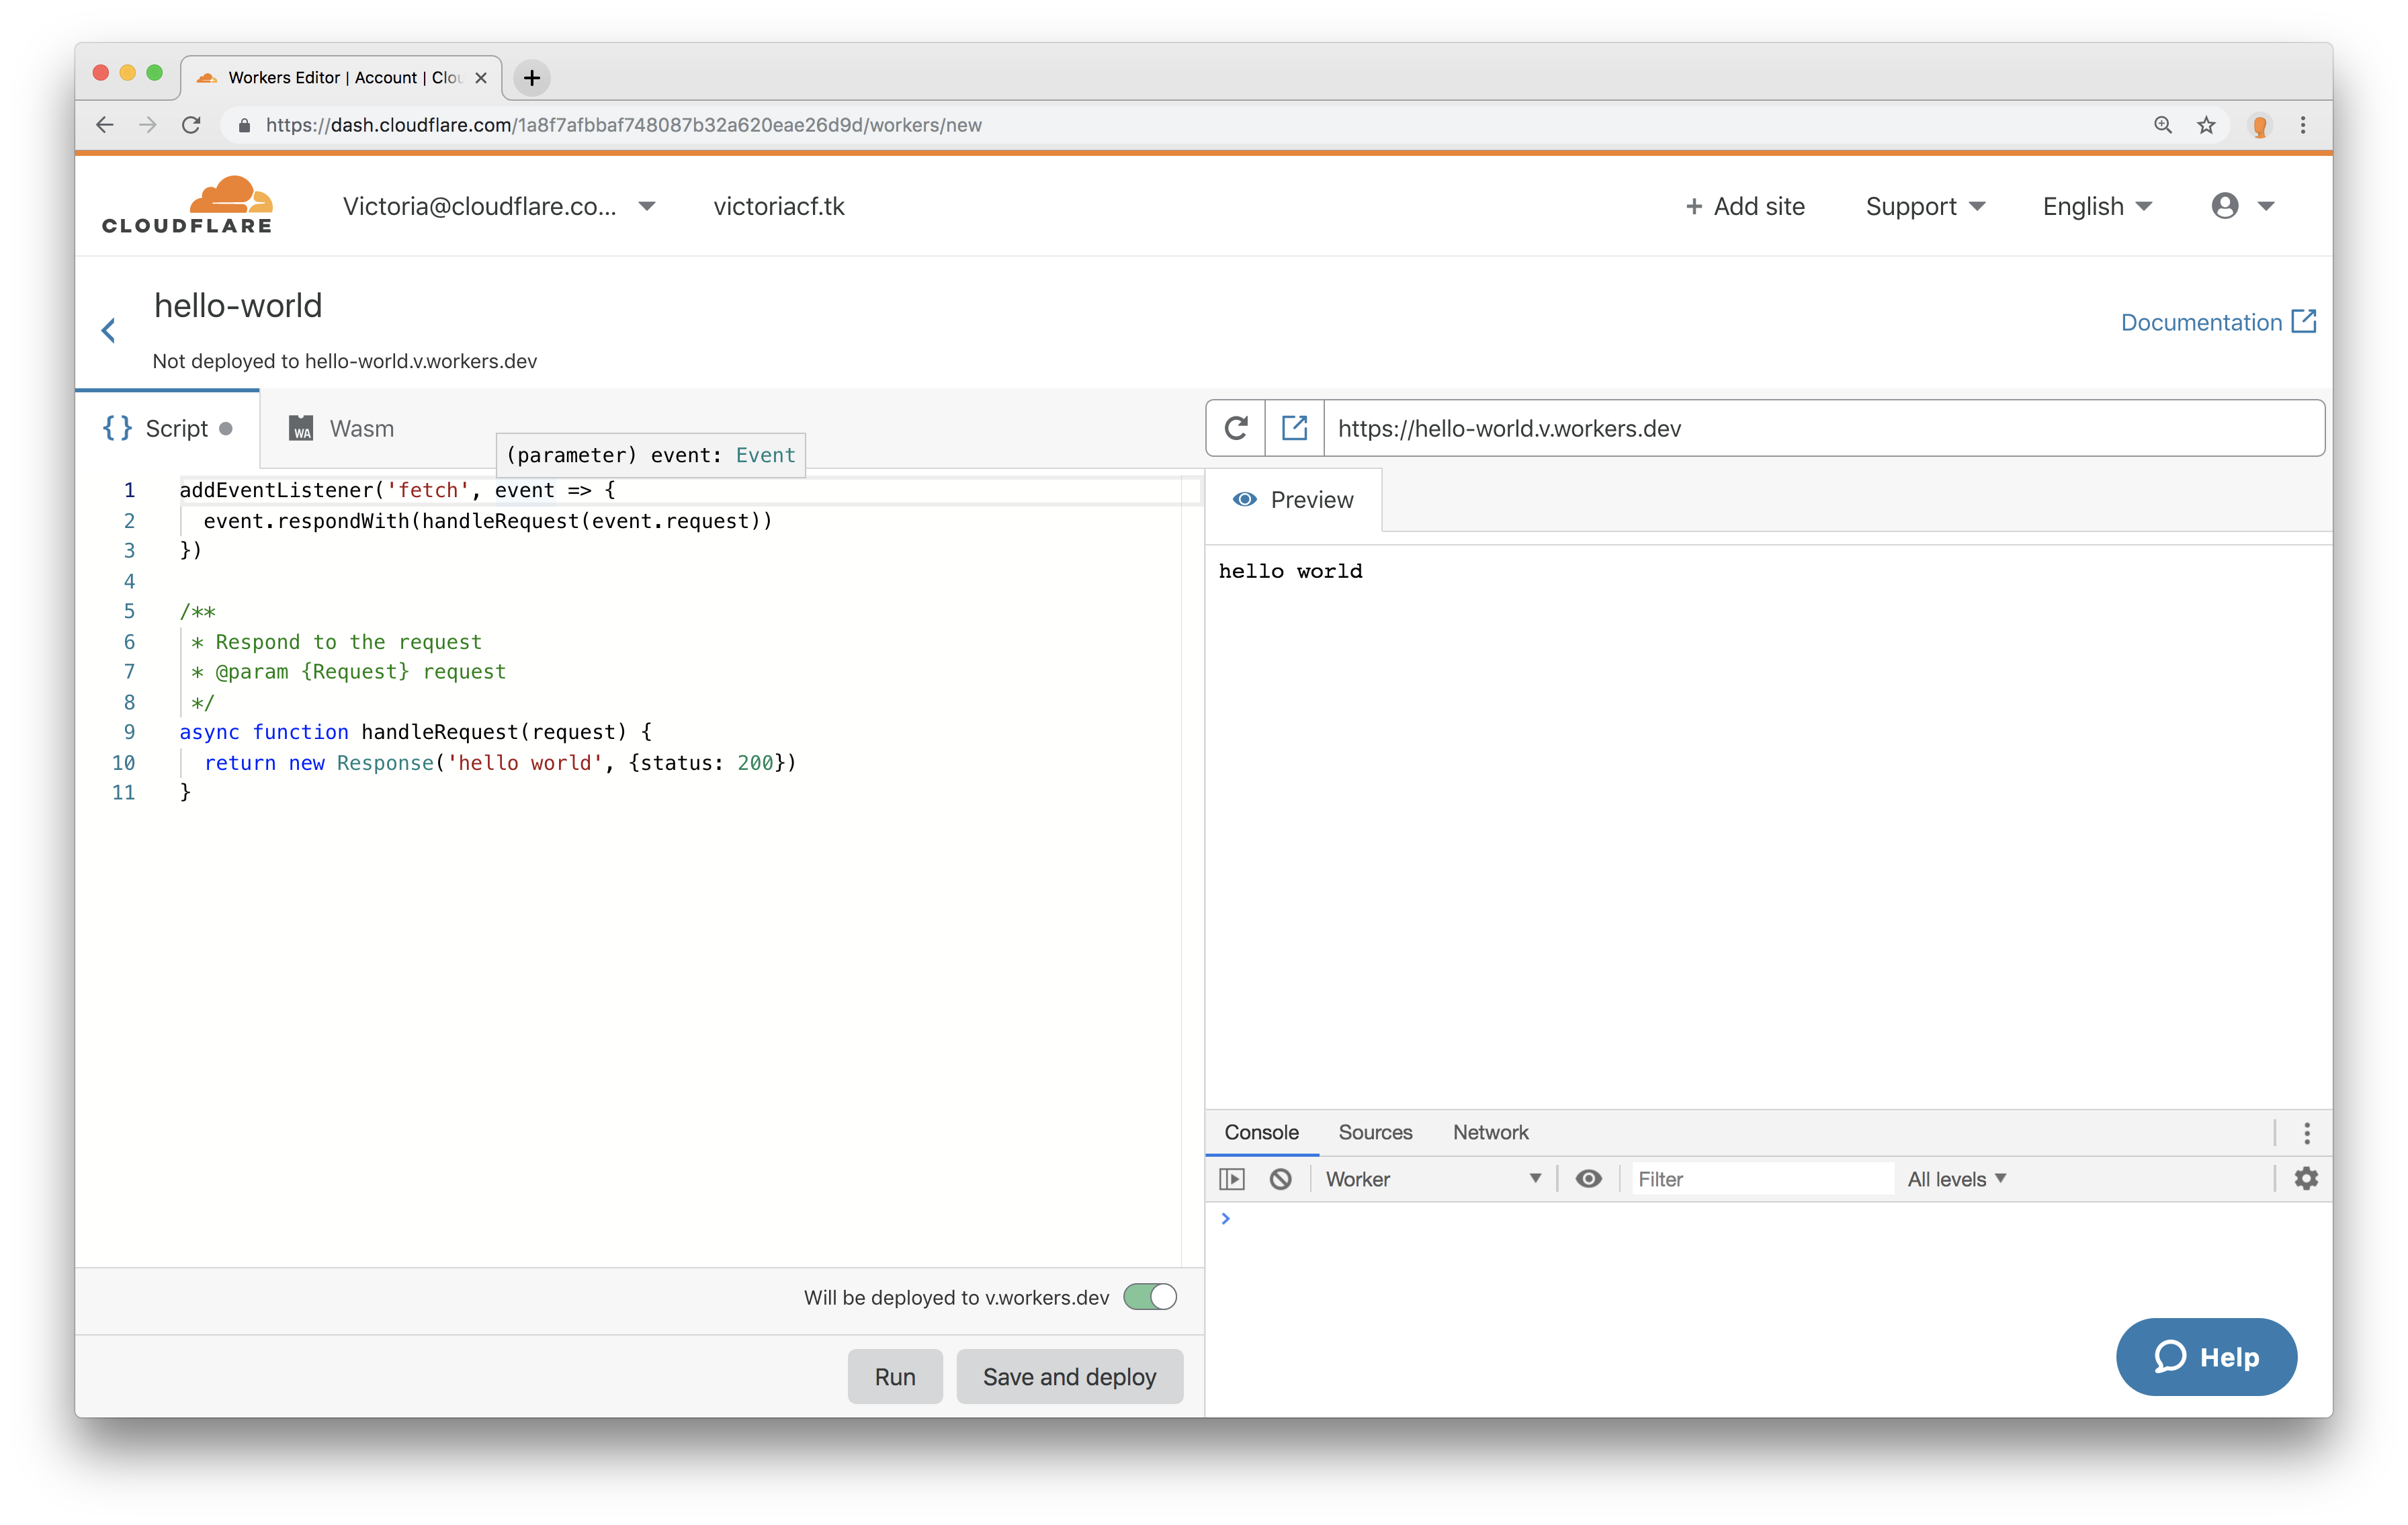 Workers Editor | Account | Clou
https://dash.cloudflare.com/1a8f7afbbaf748087b32a620eae26d9d/workers/new
CLOUDFLARE
Victoria@cloudflare.co...
victoriacf.tk
+ Add site
Support
English
hello-world
Not deployed to hello-world.v.workers.dev
Documentation
{} Script
WA Wasm
(parameter) event: Event
1 addEventListener('fetch', event => {
2 event.respondWith(handleRequest(event.request))
3 })
4
5 /**
6 * Respond to the request
7 * @param {Request} request
8 */
9 async function handleRequest(request) {
10 return new Response('hello world', {status: 200})
11 }
Will be deployed to v.workers.dev
Run
Save and deploy
https://hello-world.v.workers.dev
Preview
hello world
Console
Sources
Network
Worker
Filter
All levels
>
Help